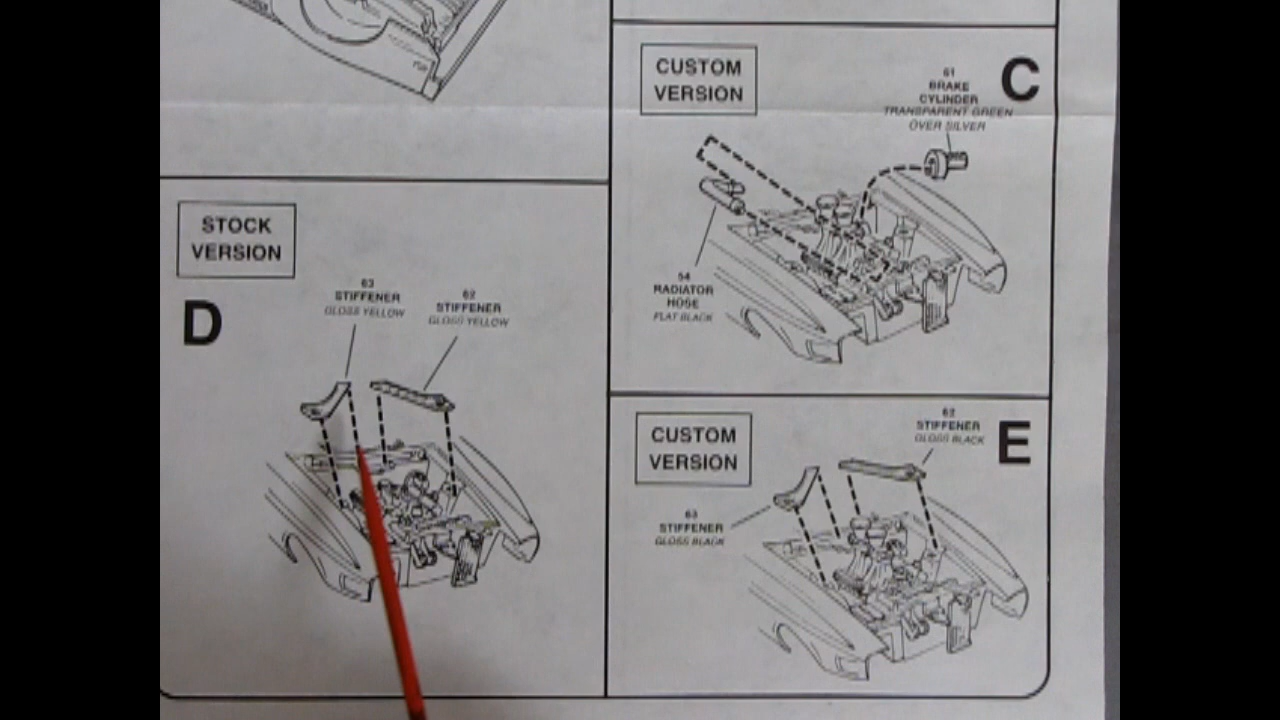 CUSTOM
VERSION
C
61
BRAKE
CYLINDER
TRANSPARENT GREEN
OVER SILVER
54
RADIATOR
HOSE
FLAT BLACK
STOCK
VERSION
D
63
STIFFENER
GLOSS YELLOW
62
STIFFENER
GLOSS YELLOW
CUSTOM
VERSION
E
62
STIFFENER
GLOSS BLACK
63
STIFFENER
GLOSS BLACK